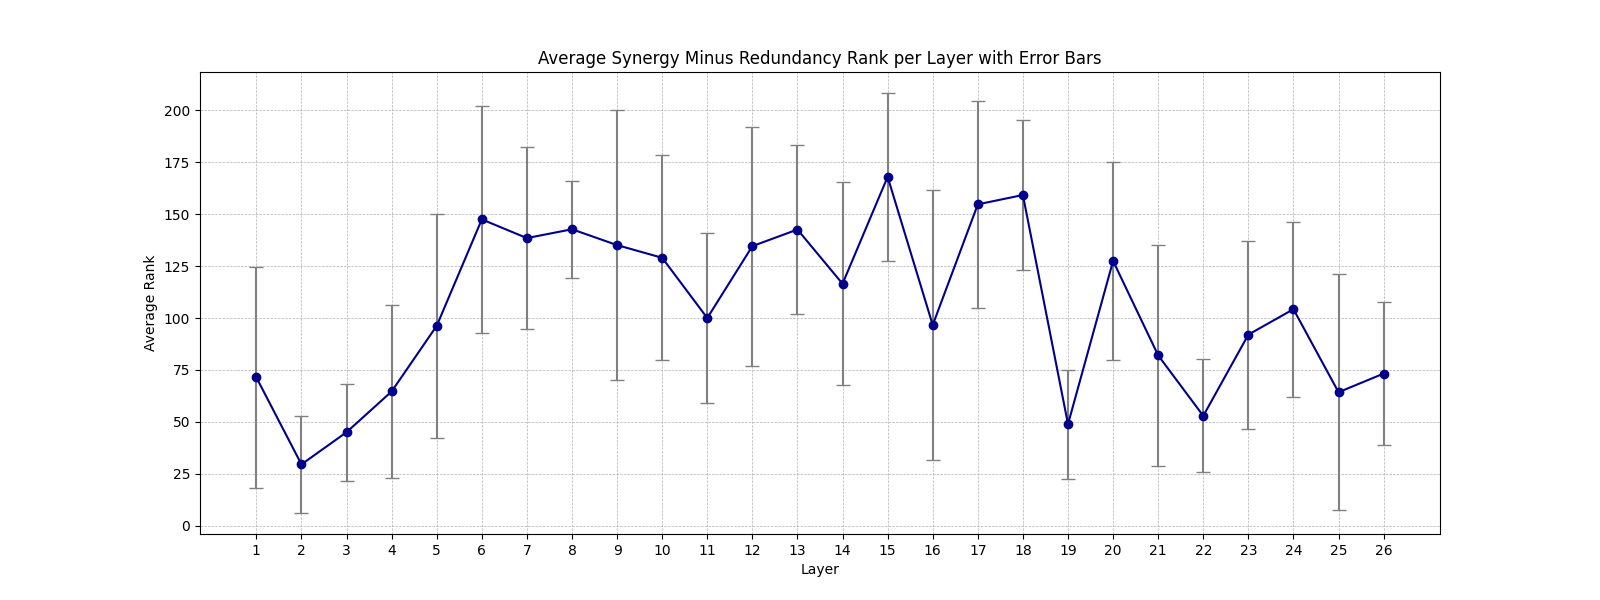 Average Synergy Minus Redundancy Rank per Layer with Error Bars
Average Rank
200
175
150
125
100
75
50
25
0
1 2 3 4 5 6 7 8 9 10 11 12 13 14 15 16 17 18 19 20 21 22 23 24 25 26
Layer